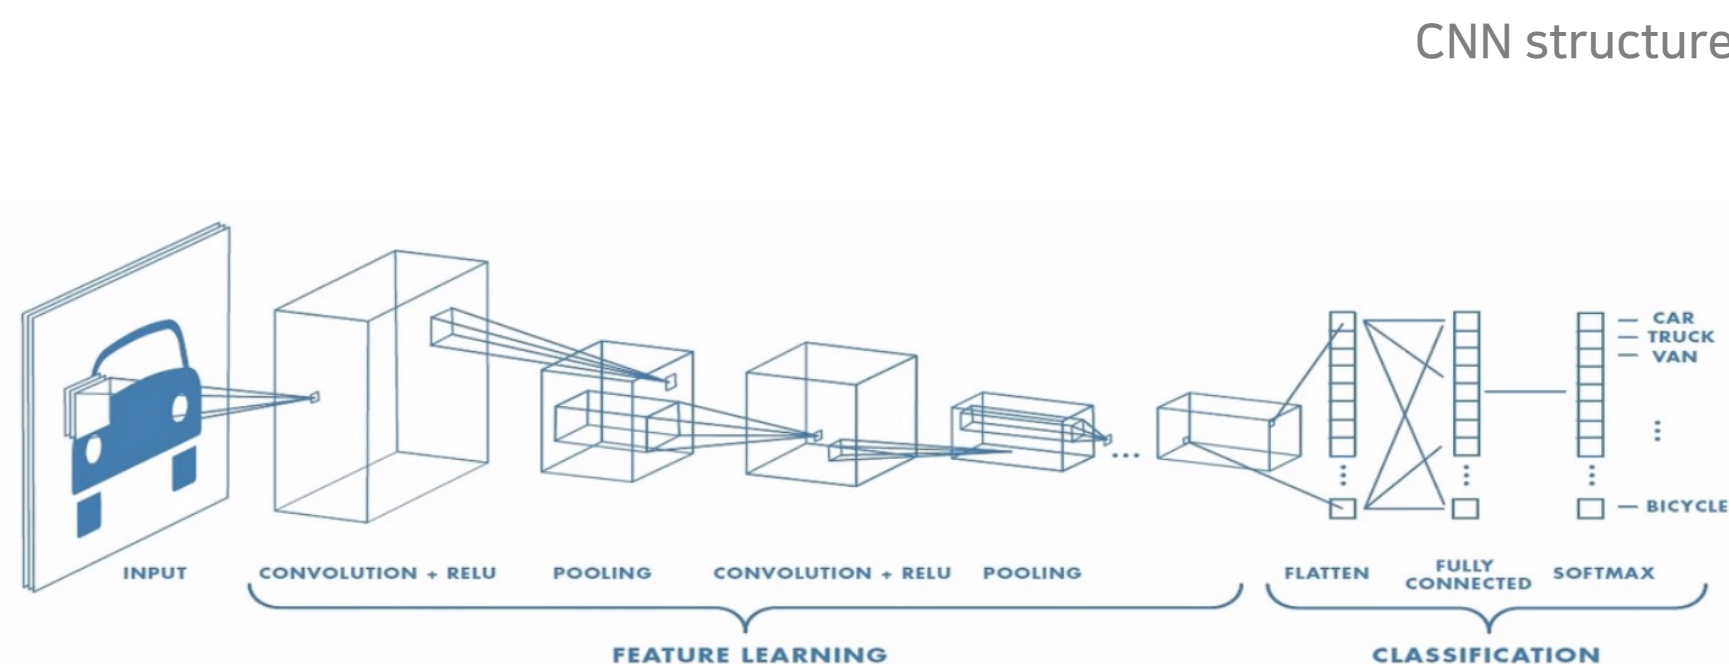 CNN structure
CAR
TRUCK
VAN
BICYCLE
INPUT
CONVOLUTION + RELU
POOLING
CONVOLUTION + RELU
POOLING
FLATTEN
FULLY
CONNECTED
SOFTMAX
FEATURE LEARNING
CLASSIFICATION